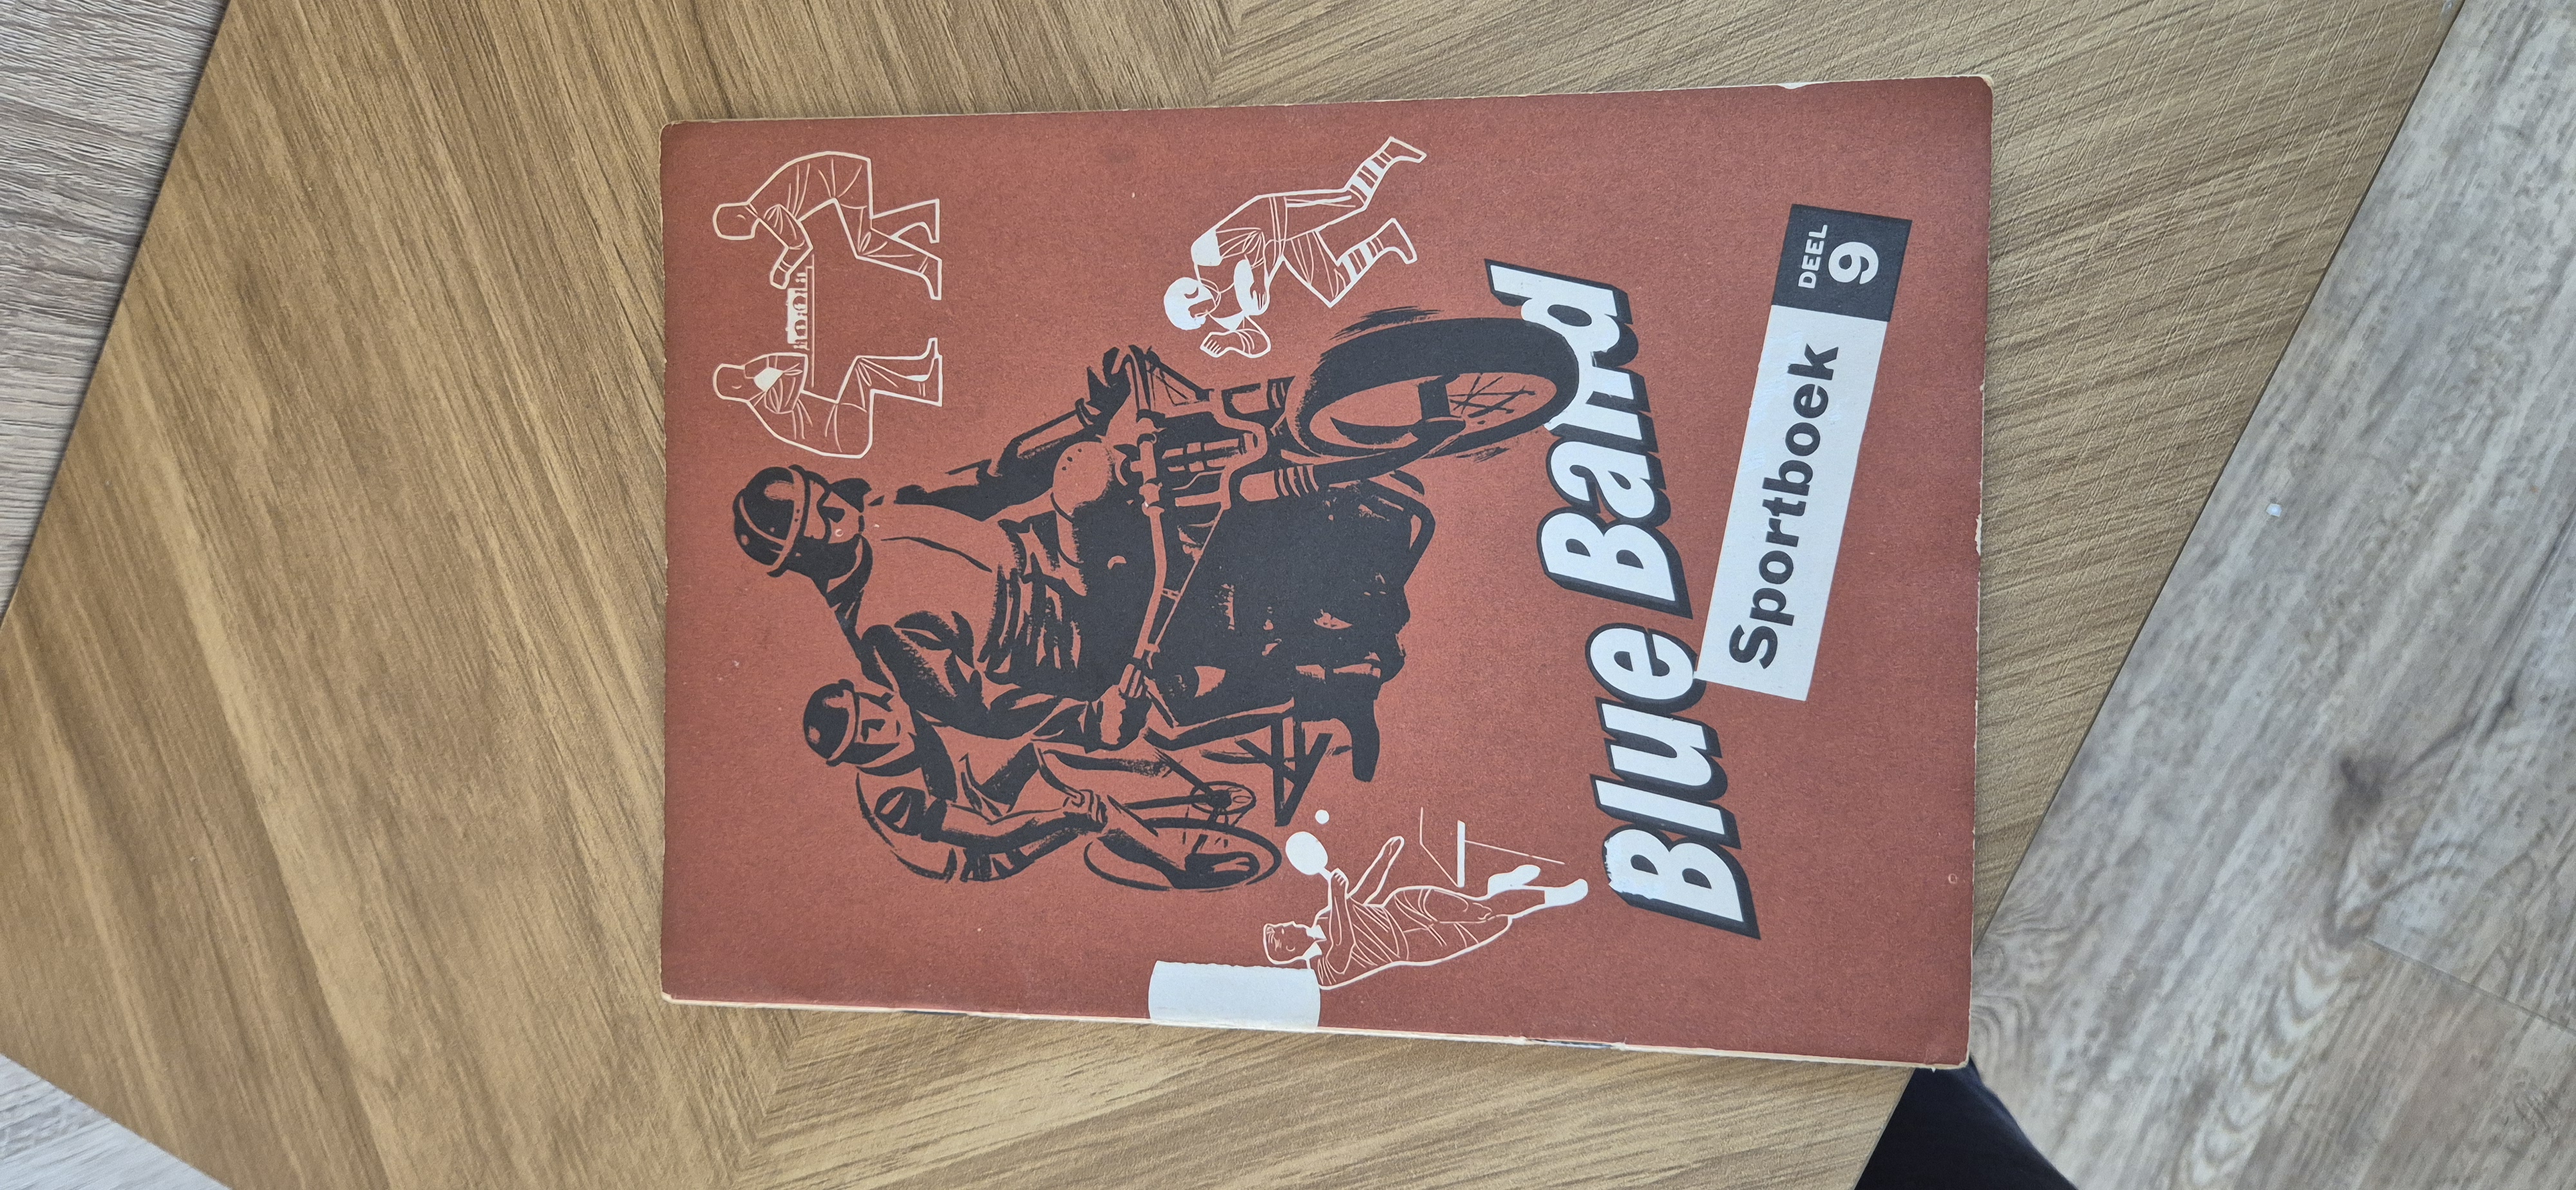 Blue Band
Sportboek
DEEL
9